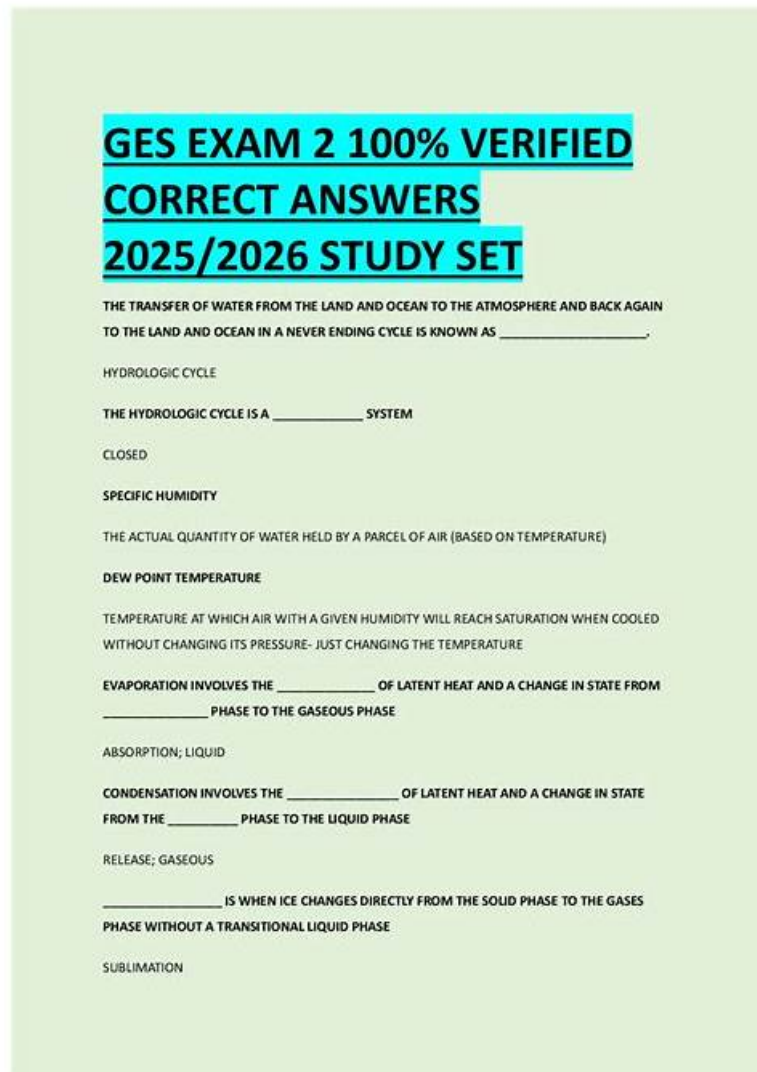 GES EXAM 2 100% VERIFIED
CORRECT ANSWERS
2025/2026 STUDY SET
THE TRANSFER OF WATER FROM THE LAND AND OCEAN TO THE ATMOSPHERE AND BACK AGAIN
TO THE LAND AND OCEAN IN A NEVER ENDING CYCLE IS KNOWN AS _____________________.
HYDROLOGIC CYCLE
THE HYDROLOGIC CYCLE IS A _____________ SYSTEM
CLOSED
SPECIFIC HUMIDITY
THE ACTUAL QUANTITY OF WATER HELD BY A PARCEL OF AIR (BASED ON TEMPERATURE)
DEW POINT TEMPERATURE
TEMPERATURE AT WHICH AIR WITH A GIVEN HUMIDITY WILL REACH SATURATION WHEN COOLED
WITHOUT CHANGING ITS PRESSURE- JUST CHANGING THE TEMPERATURE
EVAPORATION INVOLVES THE ______________ OF LATENT HEAT AND A CHANGE IN STATE FROM
_______________ PHASE TO THE GASEOUS PHASE
ABSORPTION; LIQUID
CONDENSATION INVOLVES THE ________________ OF LATENT HEAT AND A CHANGE IN STATE
FROM THE __________ PHASE TO THE LIQUID PHASE
RELEASE; GASEOUS
_________________ IS WHEN ICE CHANGES DIRECTLY FROM THE SOLID PHASE TO THE GASES
PHASE WITHOUT A TRANSITIONAL LIQUID PHASE
SUBLIMATION